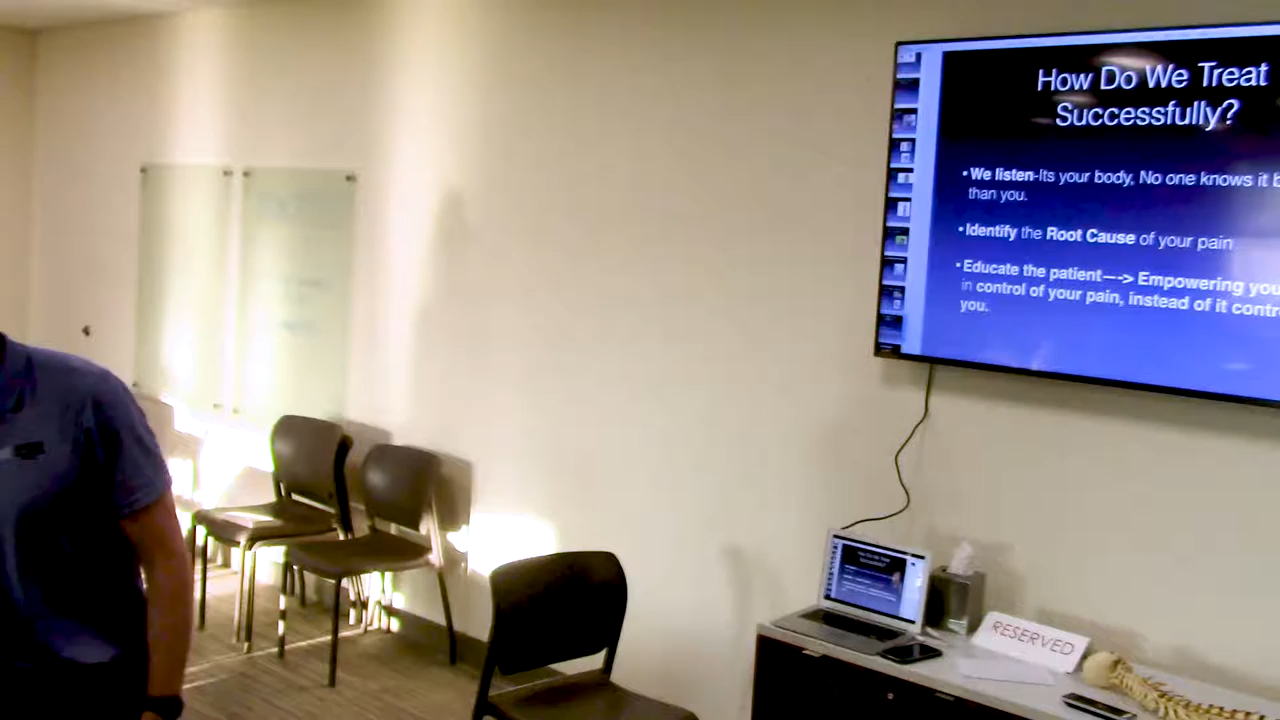 How Do We Treat
Successfully?
• We listen-Its your body, No one knows it b
than you.
• Identify the Root Cause of your pain
• Educate the patient—-> Empowering you
in control of your pain, instead of it contr
you.
RESERVED